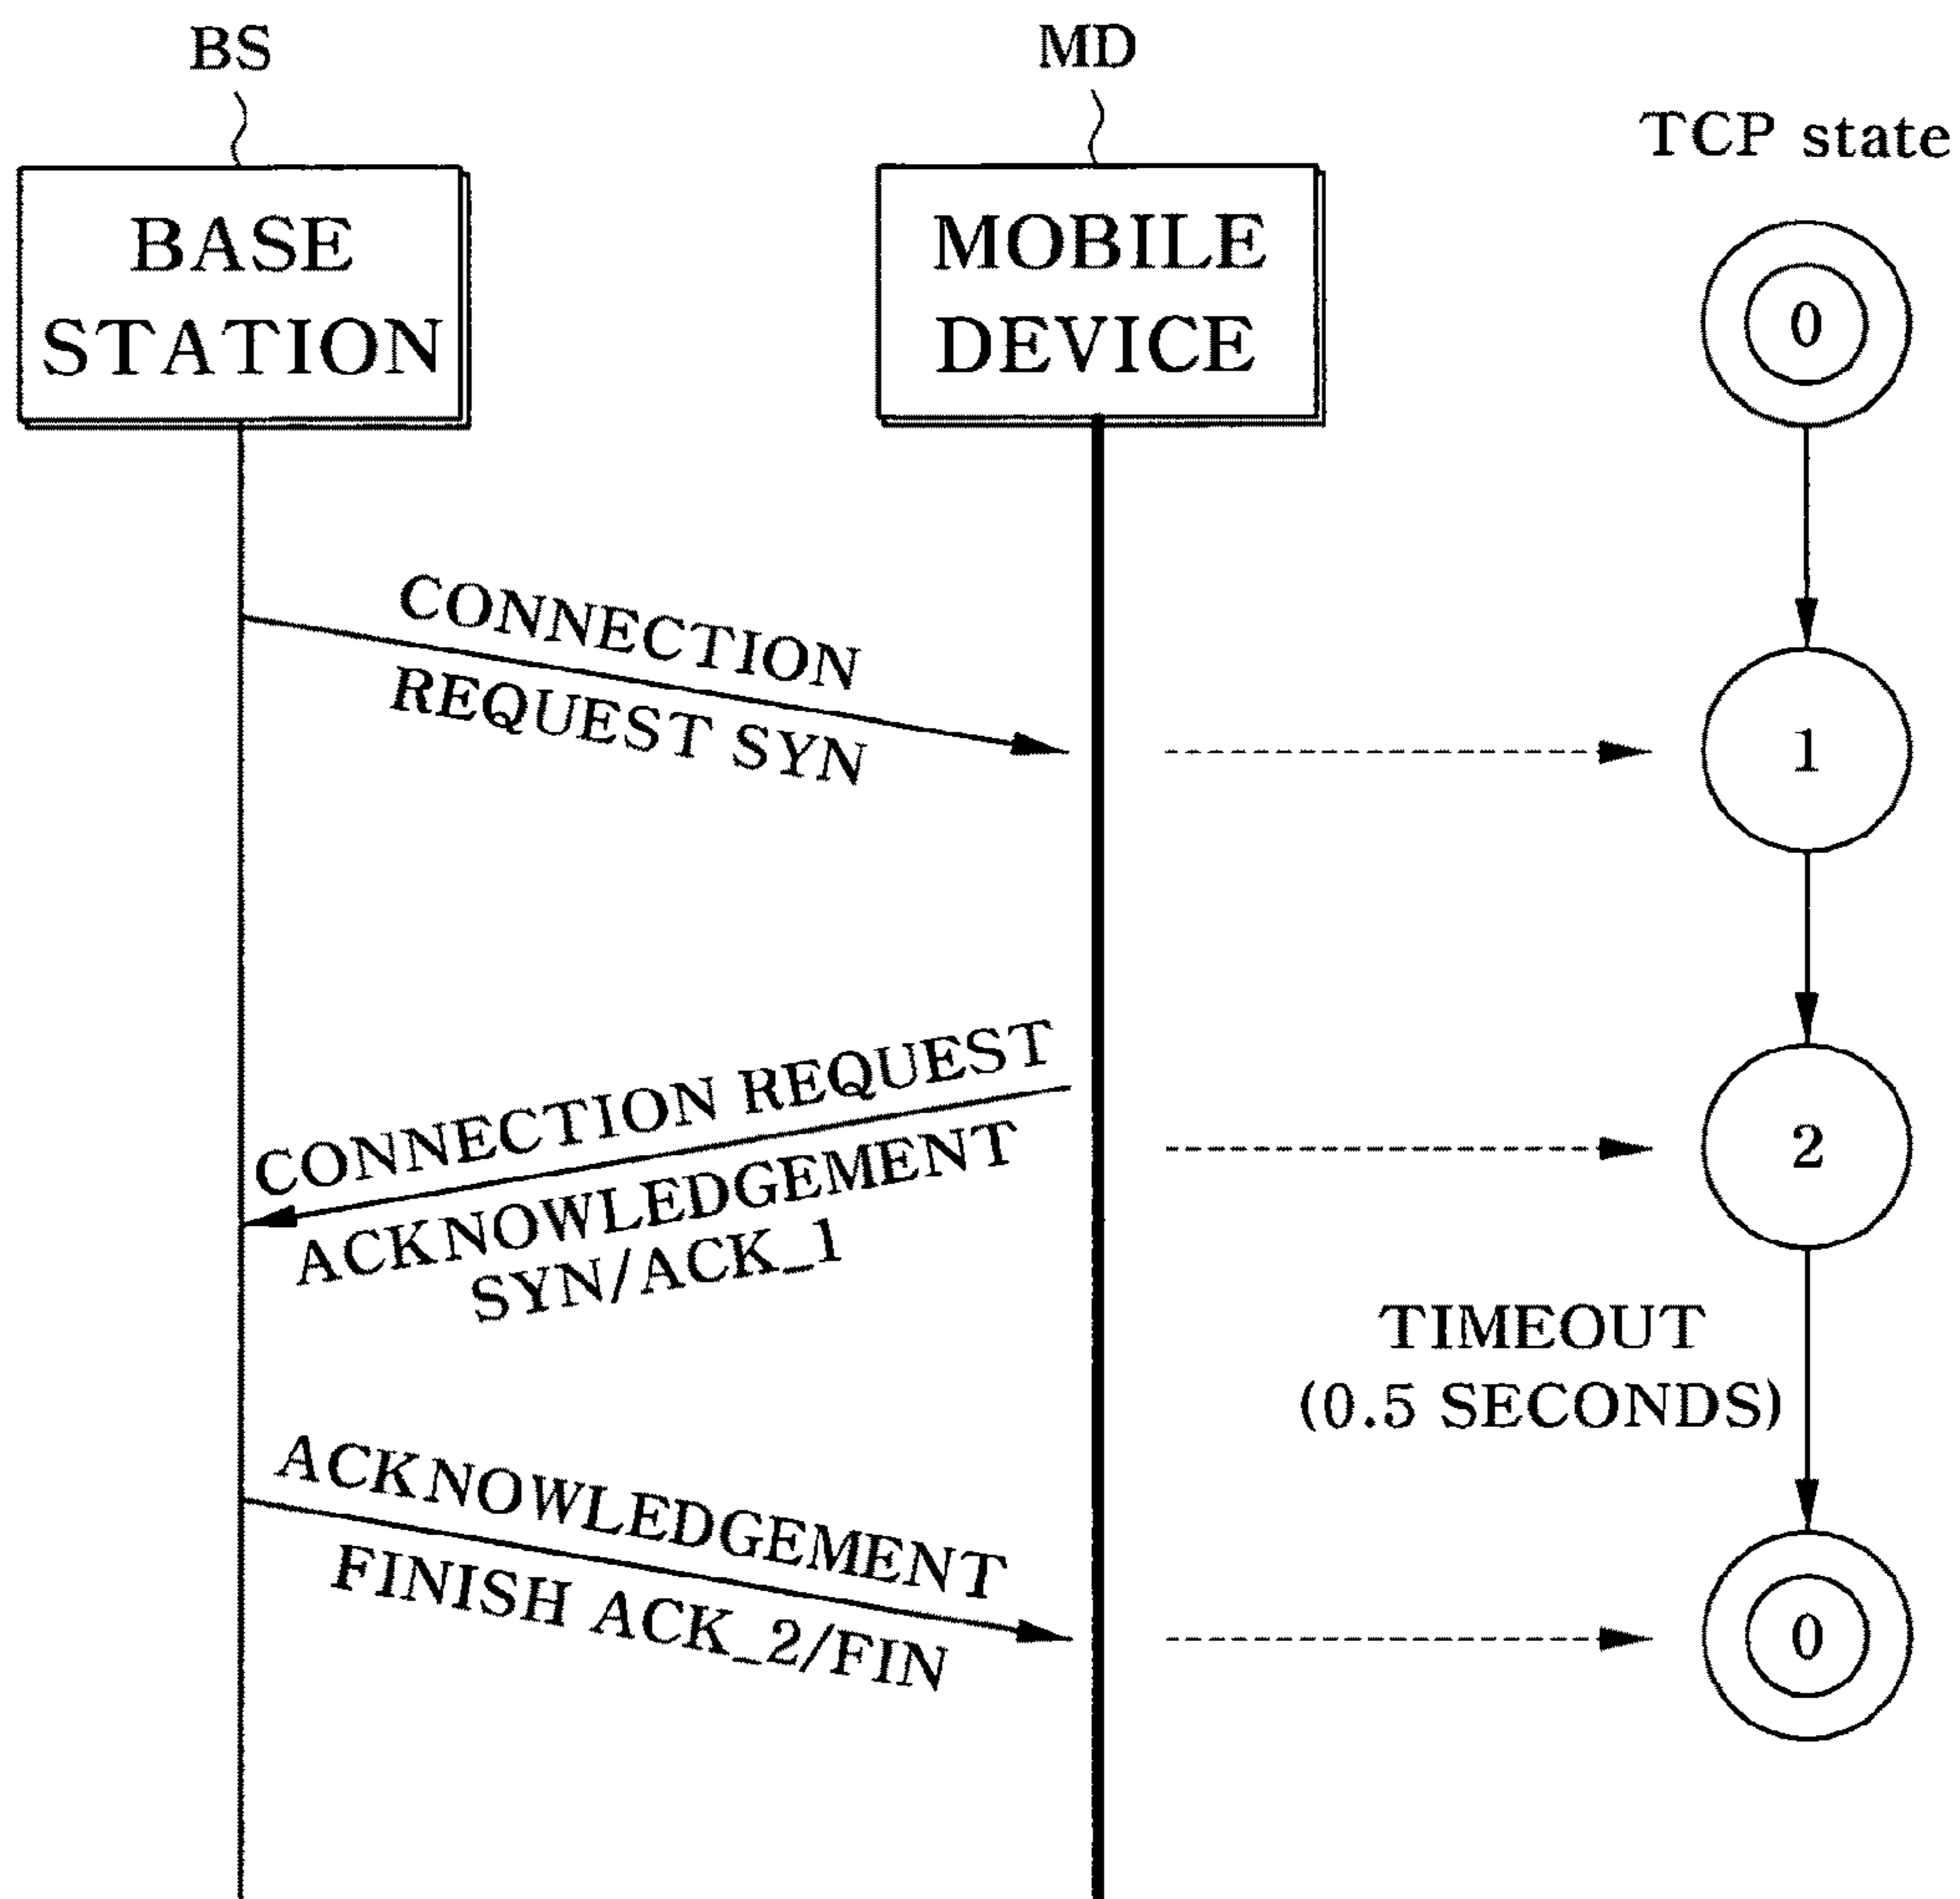 BS
MD
TCP state
BASE
STATION
MOBILE
DEVICE
0
CONNECTION
REQUEST SYN
1
CONNECTION REQUEST
ACKNOWLEDGEMENT
SYN/ACK_1
2
TIMEOUT
(0.5 SECONDS)
ACKNOWLEDGEMENT
FINISH ACK_2/FIN
0